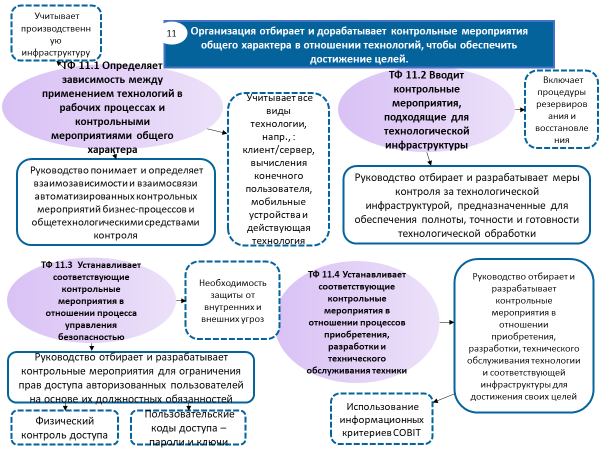 Учитывает
производственн
ую
инфраструктуру
11
Организация отбирает и дорабатывает контрольные мероприятия
общего характера в отношении технологий, чтобы обеспечить
достижение целей.
ТФ 11.1 Определяет
зависимость между
применением технологий в
рабочих процессах и
контрольными
мероприятиями общего
характера
Учитывает все
виды
технологии,
напр., :
клиент/сервер,
вычисления
конечного
пользователя,
мобильные
устройства и
действующая
технология
ТФ 11.2 Вводит
контрольные
мероприятия,
подходящие для
технологической
инфраструктуры
Включает
процедуры
резервиров
ания и
восстановле
ния
Руководство понимает и определяет
взаимозависимости и взаимосвязи
автоматизированных контрольных
мероприятий бизнес-процессов и
общетехнологическими средствами
контроля
Руководство отбирает и разрабатывает меры
контроля за технологической
инфраструктурой, предназначенные для
обеспечения полноты, точности и готовности
технологической обработки
ТФ 11.3 Устанавливает
соответствующие
контрольные
мероприятия в
отношении процесса
управления
безопасностью
Необходимость
защиты от
внутренних и
внешних угроз
ТФ 11.4 Устанавливает
соответствующие
контрольные
мероприятия в
отношении процессов
приобретения,
разработки и
технического
обслуживания техники
Руководство отбирает и
разрабатывает
контрольные
мероприятия в
отношении
приобретения,
разработки, технического
обслуживания технологии
и соответствующей
инфраструктуры для
достижения своих целей
Руководство отбирает и разрабатывает
контрольные мероприятия для ограничения
прав доступа авторизованных пользователей
на основе их должностных обязанностей
Физический
контроль доступа
Пользовательские
коды доступа –
пароли и ключи
Использование
информационных
критериев COBIT